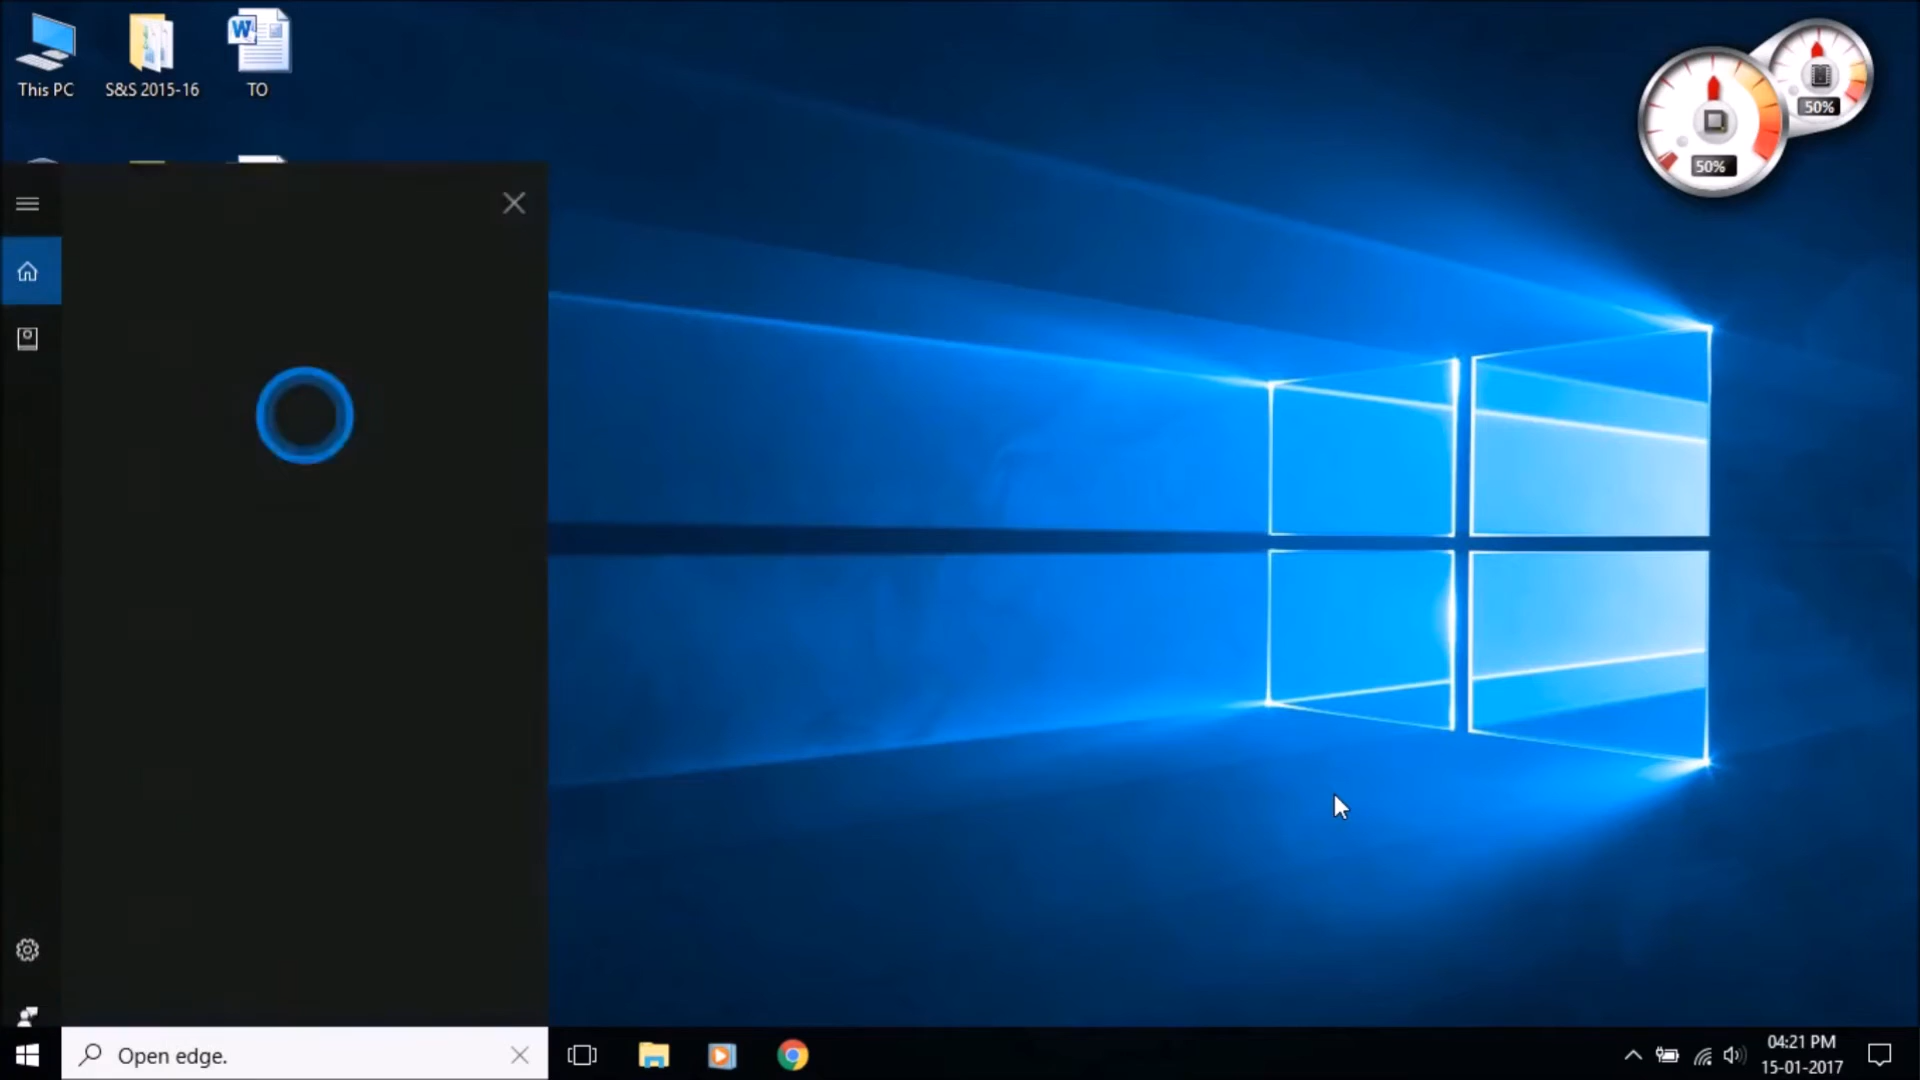 This PC
S&S 2015-16
TO
50%
50%
Open edge.
04:21 PM
15-01-2017